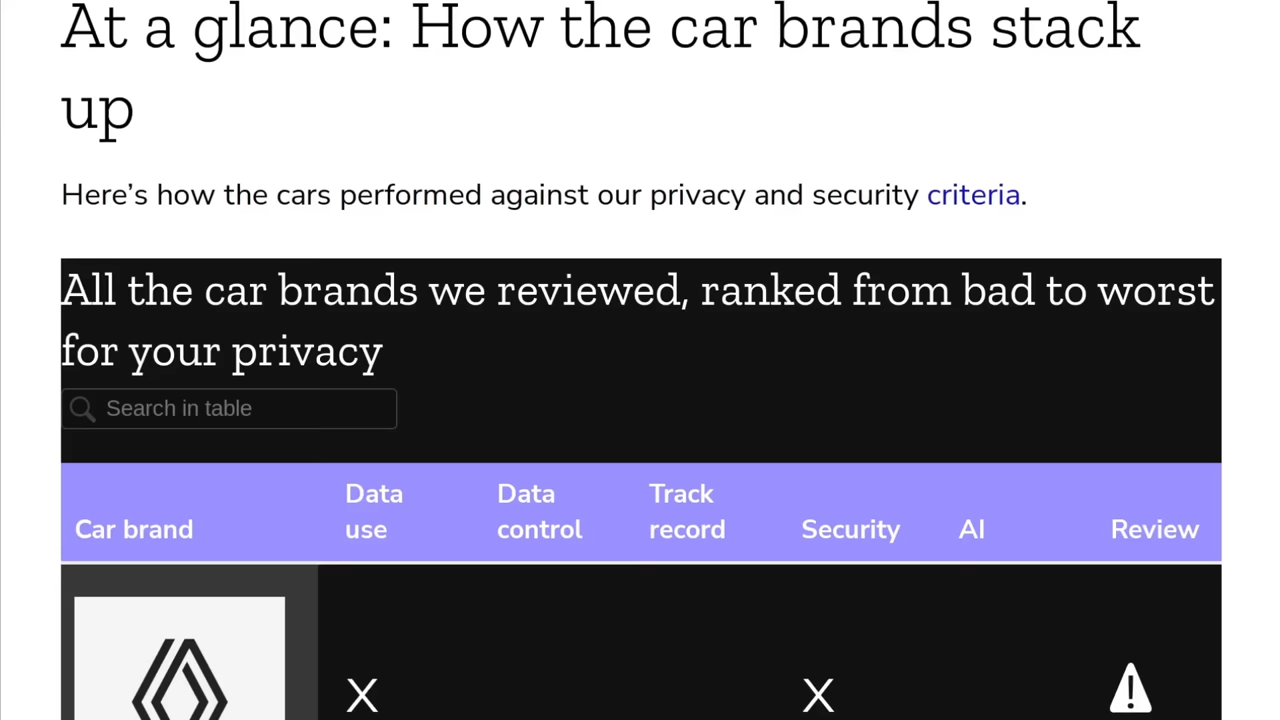 At a glance: How the car brands stack
up
Here’s how the cars performed against our privacy and security criteria.
All the car brands we reviewed, ranked from bad to worst
for your privacy
Search in table
Car brand Data use Data control Track record Security AI Review
X X